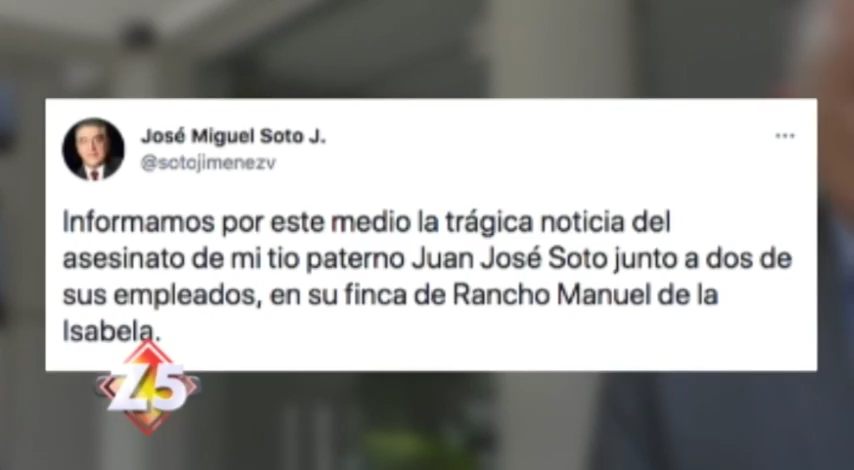 José Miguel Soto J.
@sotojimenezv
Informamos por este medio la trágica noticia del
asesinato de mi tio paterno Juan José Soto junto a dos de
sus empleados, en su finca de Rancho Manuel de la
Isabela.
Z5